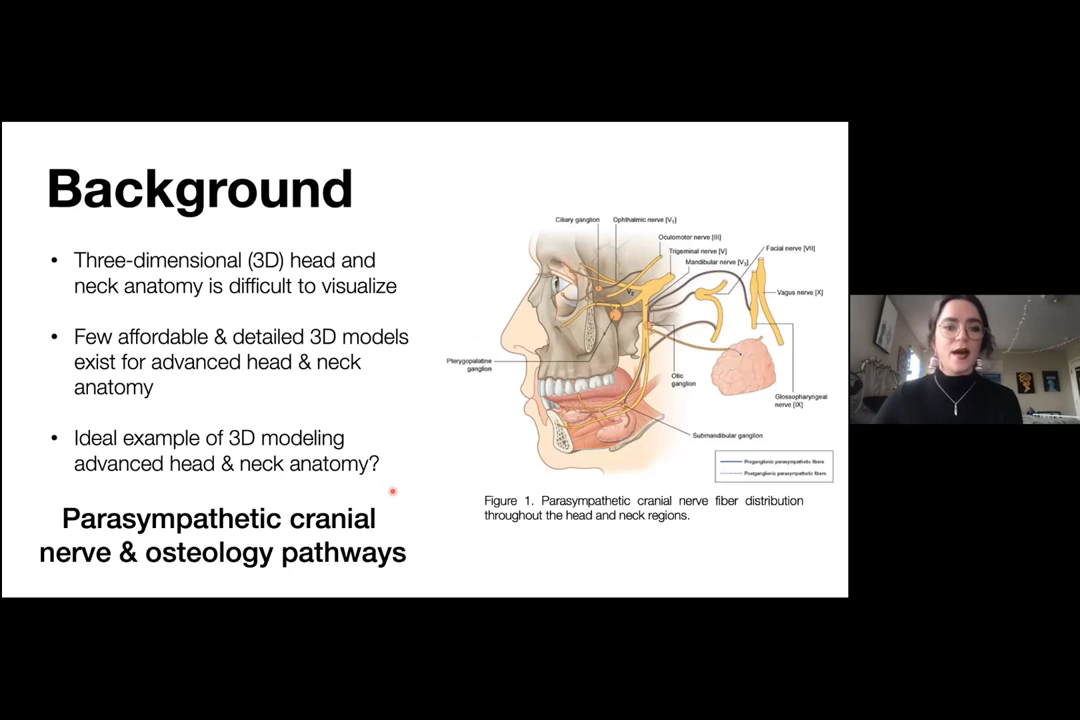 Background
• Three-dimensional (3D) head and
neck anatomy is difficult to visualize
• Few affordable & detailed 3D models
exist for advanced head & neck
anatomy
• Ideal example of 3D modeling
advanced head & neck anatomy?
Parasympathetic cranial
nerve & osteology pathways
Ciliary ganglion
Ophthalmic nerve [V1]
Oculomotor nerve [III]
Trigeminal nerve [V]
Mandibular nerve [V3]
Facial nerve [VII]
V2
Vagus nerve [X]
Pterygopalatine
ganglion
Otic
ganglion
Glossopharyngeal
nerve [IX]
Submandibular ganglion
Preganglionic parasympathetic fibers
Postganglionic parasympathetic fibers
Figure 1. Parasympathetic cranial nerve fiber distribution
throughout the head and neck regions.